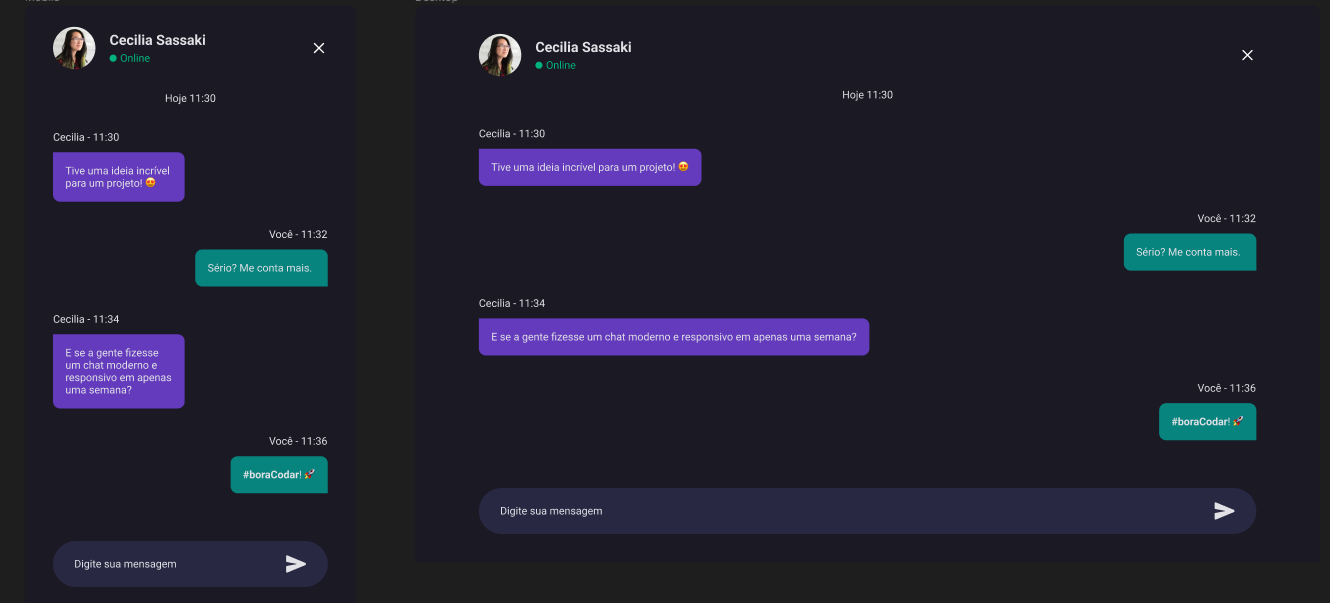 Mobile
Cecilia Sassaki
Online
Hoje 11:30
Cecilia - 11:30
Tive uma ideia incrível
para um projeto! 😍
Você - 11:32
Sério? Me conta mais.
Cecilia - 11:34
E se a gente fizesse
um chat moderno e
responsivo em apenas
uma semana?
Você - 11:36
#boraCodar! 🚀
Digite sua mensagem
Desktop
Cecilia Sassaki
Online
Hoje 11:30
Cecilia - 11:30
Tive uma ideia incrível para um projeto! 😍
Você - 11:32
Sério? Me conta mais.
Cecilia - 11:34
E se a gente fizesse um chat moderno e responsivo em apenas uma semana?
Você - 11:36
#boraCodar! 🚀
Digite sua mensagem